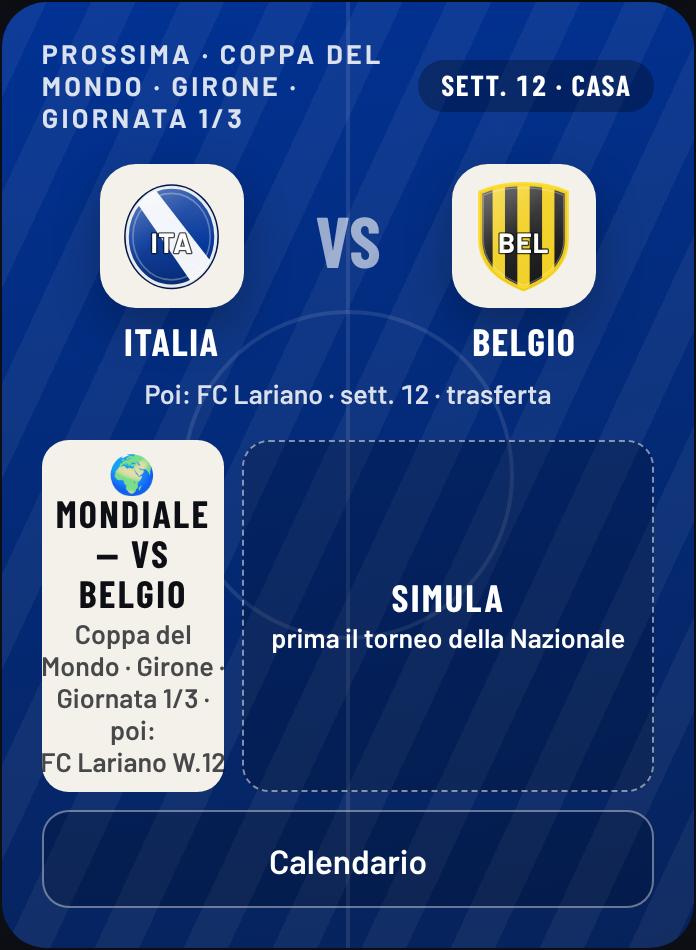 PROSSIMA · COPPA DEL
MONDO · GIRONE ·
GIORNATA 1/3
SETT. 12 · CASA
ITA
VS
BEL
ITALIA
BELGIO
Poi: FC Lariano · sett. 12 · trasferta
MONDIALE
– VS
BELGIO
Coppa del
Mondo · Girone ·
Giornata 1/3 ·
poi:
FC Lariano W.12
SIMULA
prima il torneo della Nazionale
Calendario